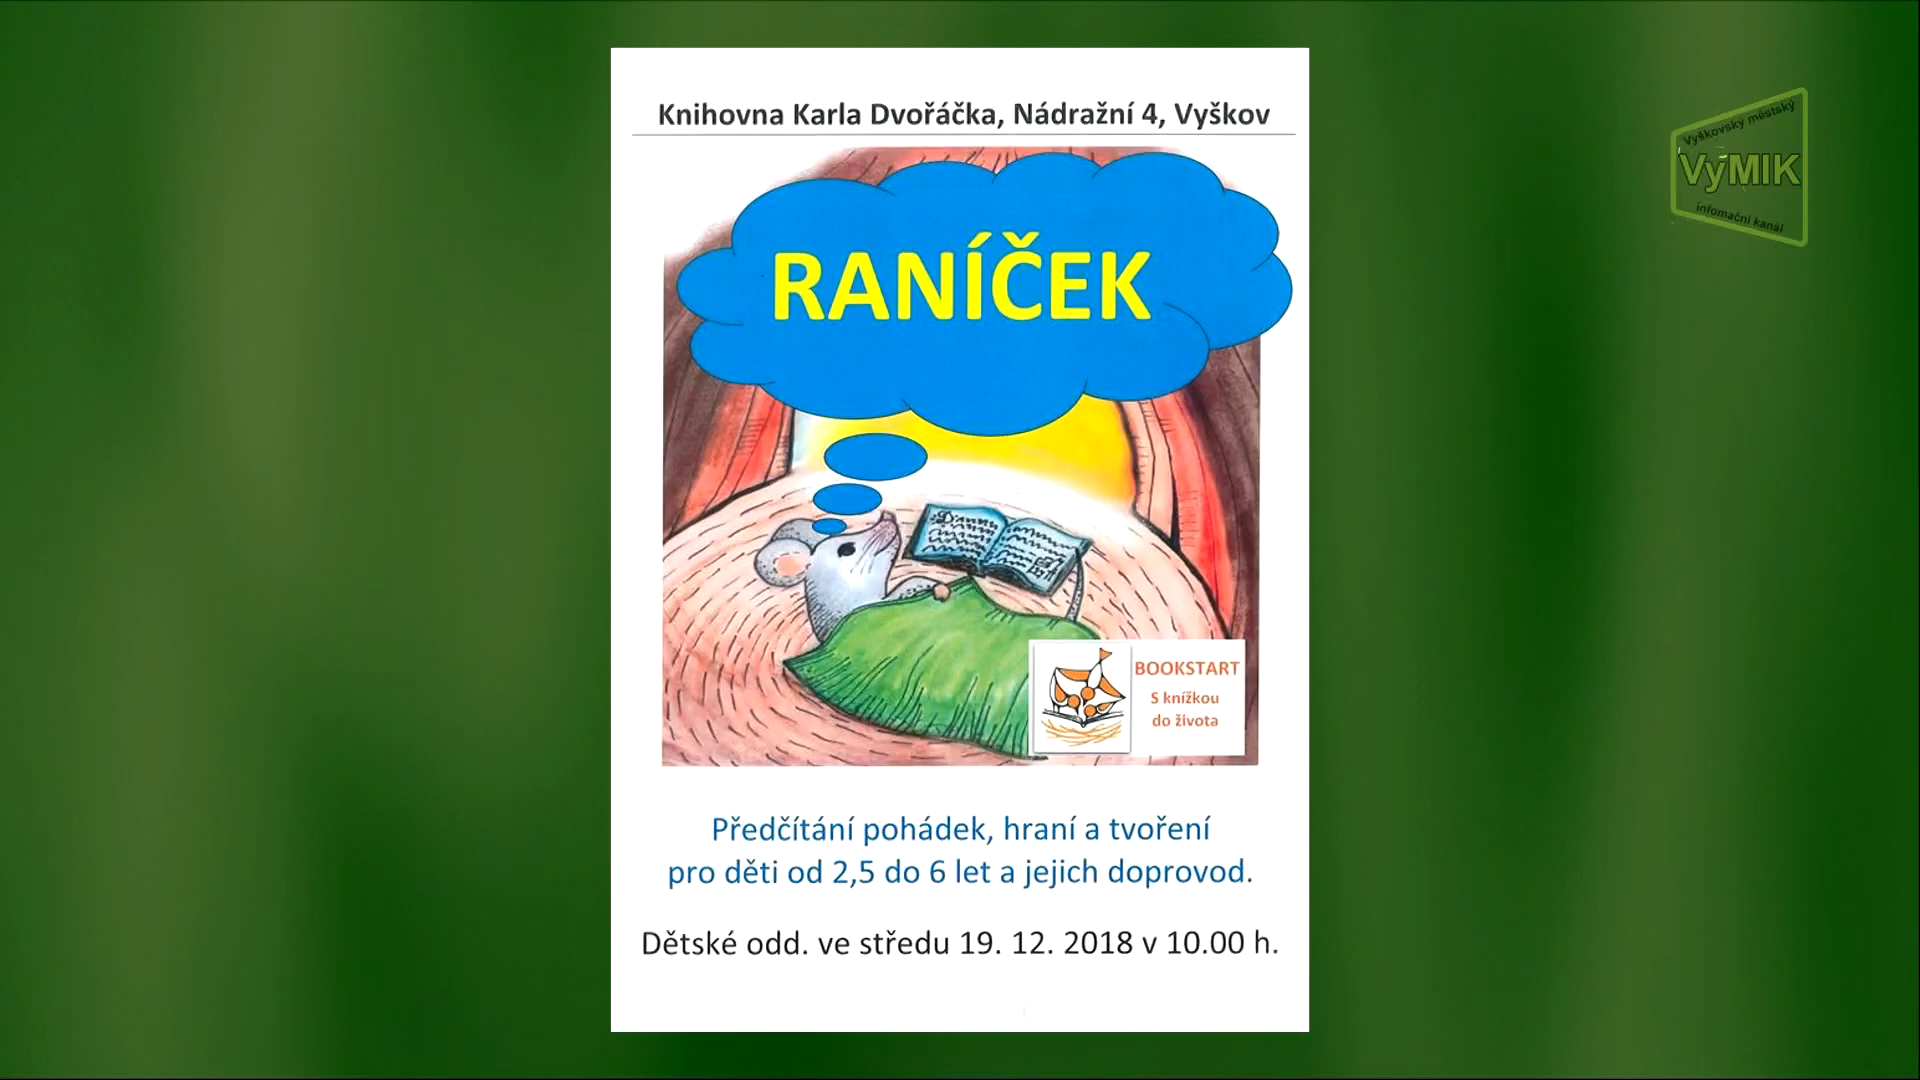 Knihovna Karla Dvořáčka, Nádražní 4, Vyškov
Vyškovský městský
VyMIK
infomační kanál
RANÍČEK
BOOKSTART
S knížkou
do života
Předčítání pohádek, hraní a tvoření
pro děti od 2,5 do 6 let a jejich doprovod.
Dětské odd. ve středu 19. 12. 2018 v 10.00 h.